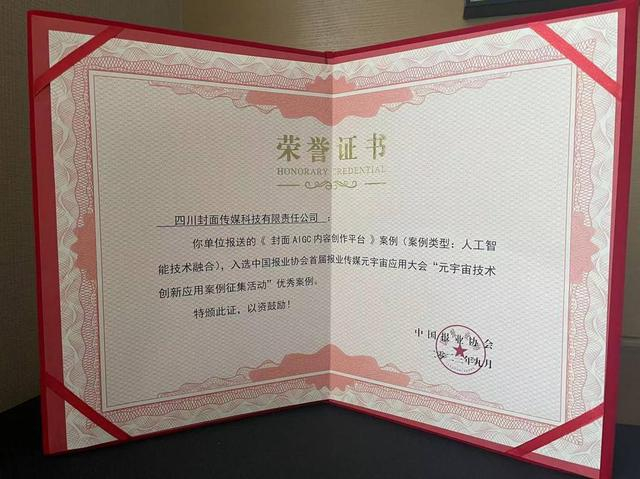 荣誉证书
HONORARY CREDENTIAL
四川封面传媒科技有限责任公司：
你单位报送的《 封面 AIGC 内容创作平台 》案例（案例类型：人工智
能技术融合），入选中国报业协会首届报业传媒元宇宙应用大会“元宇宙技术
创新应用案例征集活动”优秀案例。
特颁此证，以资鼓励！
中国报业协会
年九月